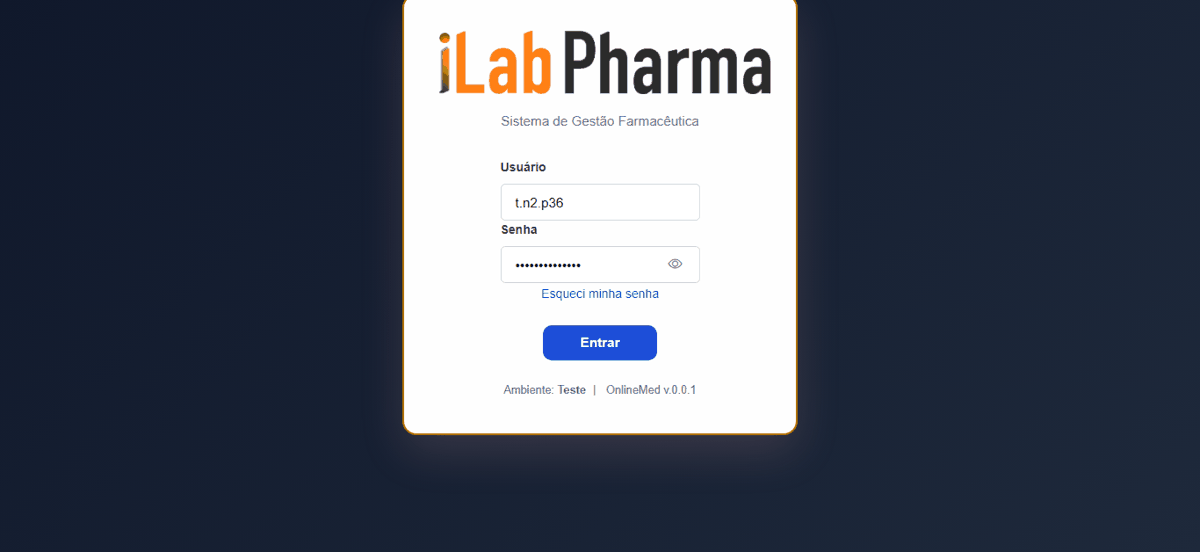 iLab Pharma
Sistema de Gestão Farmacêutica
Usuário
t.n2.p36
Senha
••••••••••••••
Esqueci minha senha
Entrar
Ambiente: Teste | OnlineMed v.0.0.1